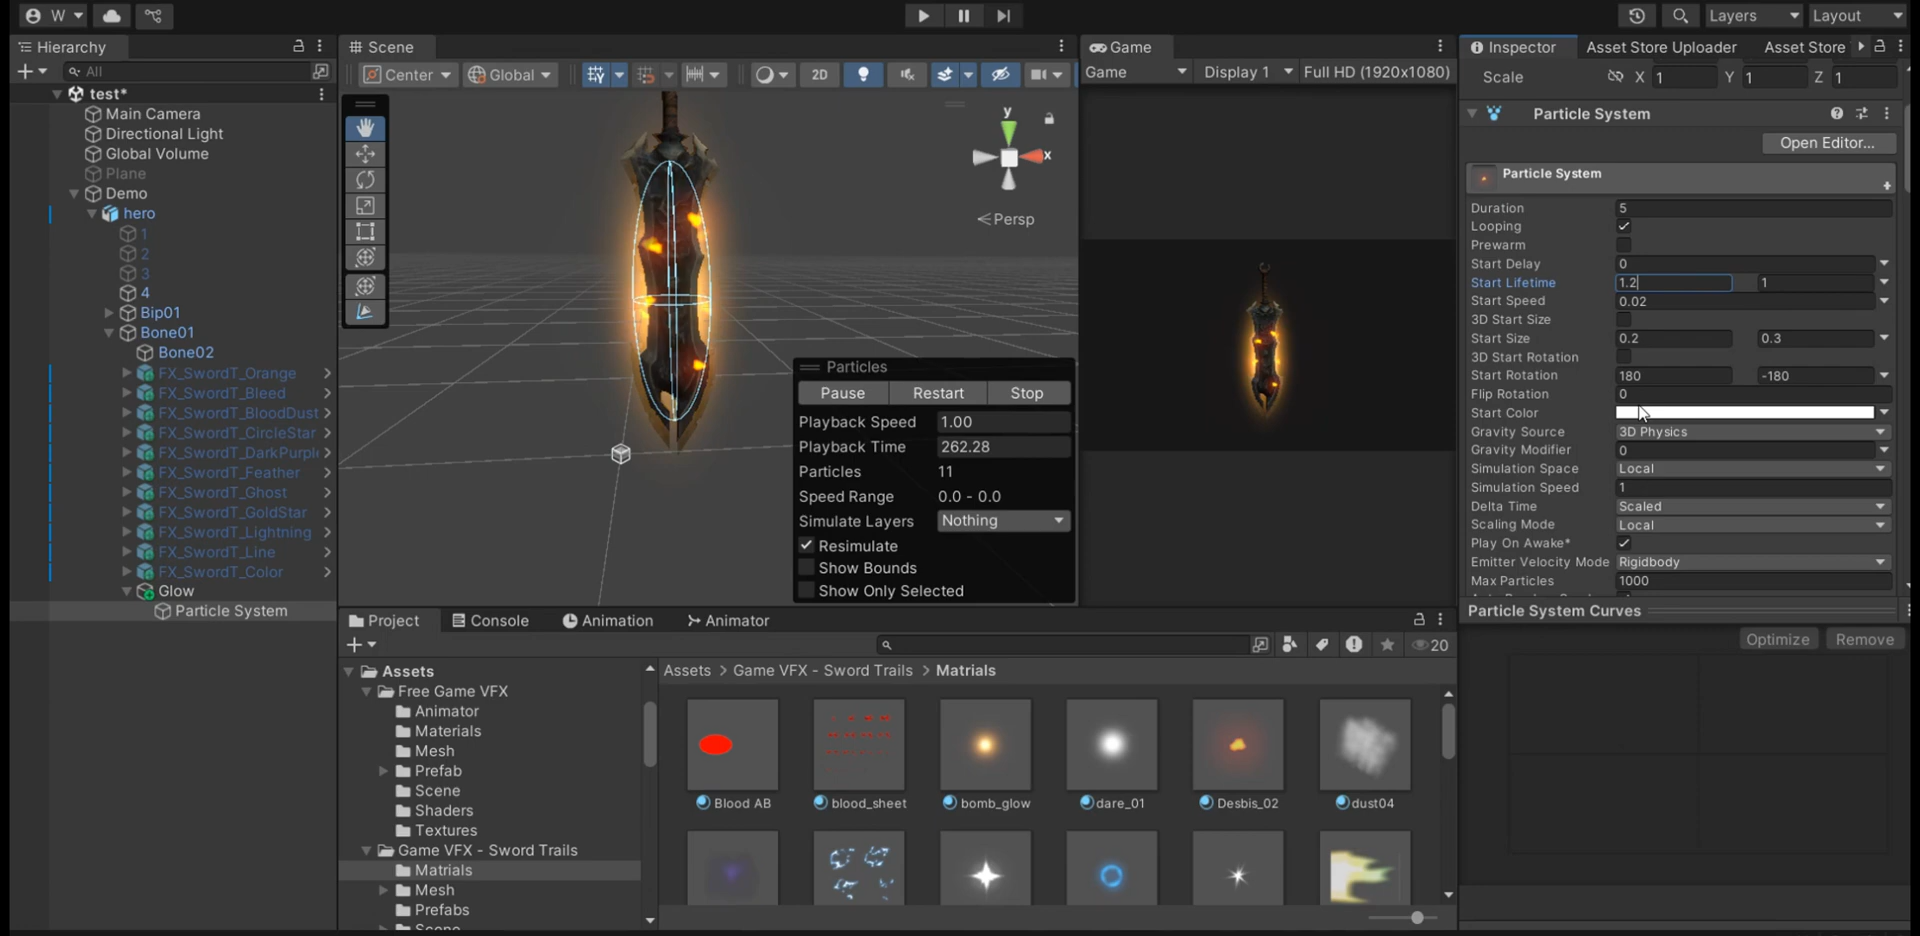 W
Layers
Layout
Hierarchy
All
test*
Main Camera
Directional Light
Global Volume
Plane
Demo
hero
1
2
3
4
Bip01
Bone01
Bone02
FX_SwordT_Orange
FX_SwordT_Bleed
FX_SwordT_BloodDust
FX_SwordT_CircleStar
FX_SwordT_DarkPurple
FX_SwordT_Feather
FX_SwordT_Ghost
FX_SwordT_GoldStar
FX_SwordT_Lightning
FX_SwordT_Line
FX_SwordT_Color
Glow
Particle System
Scene
Center
Global
2D
y
x
Persp
Particles
Pause Restart Stop
Playback Speed 1.00
Playback Time 262.28
Particles 11
Speed Range 0.0 - 0.0
Simulate Layers Nothing
Resimulate
Show Bounds
Show Only Selected
Game
Game Display 1 Full HD (1920x1080)
Inspector Asset Store Uploader Asset Store
Scale X 1 Y 1 Z 1
Particle System
Open Editor...
Particle System
Duration 5
Looping
Prewarm
Start Delay 0
Start Lifetime 1.2 1
Start Speed 0.02
3D Start Size
Start Size 0.2 0.3
3D Start Rotation
Start Rotation 180 -180
Flip Rotation 0
Start Color
Gravity Source 3D Physics
Gravity Modifier 0
Simulation Space Local
Simulation Speed 1
Delta Time Scaled
Scaling Mode Local
Play On Awake*
Emitter Velocity Mode Rigidbody
Max Particles 1000
Particle System Curves
Optimize Remove
Project Console Animation Animator
20
Assets
Free Game VFX
Animator
Materials
Mesh
Prefab
Scene
Shaders
Textures
Game VFX - Sword Trails
Matrials
Mesh
Prefabs
Assets > Game VFX - Sword Trails > Matrials
Blood AB blood_sheet bomb_glow dare_01 Desbis_02 dust04